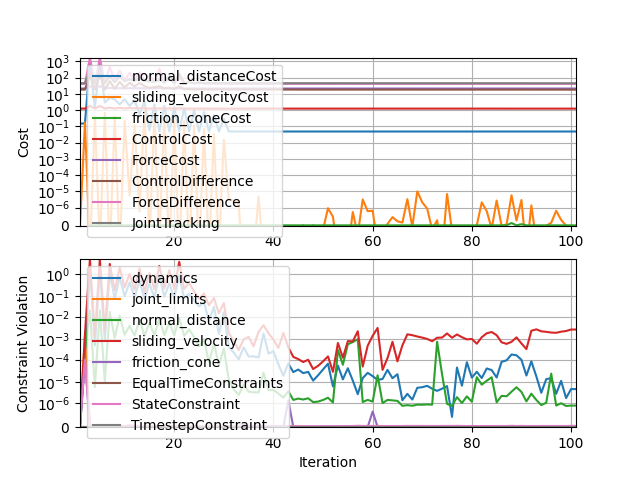 10³
10²
10¹
10⁰
10⁻¹
10⁻²
10⁻³
10⁻⁴
10⁻⁵
10⁻⁶
0
Cost
normal_distanceCost
sliding_velocityCost
friction_coneCost
ControlCost
ForceCost
ControlDifference
ForceDifference
JointTracking
20 40 60 80 100
10⁰
10⁻¹
10⁻²
10⁻³
10⁻⁴
10⁻⁵
10⁻⁶
0
Constraint Violation
dynamics
joint_limits
normal_distance
sliding_velocity
friction_cone
EqualTimeConstraints
StateConstraint
TimestepConstraint
20 40 60 80 100
Iteration